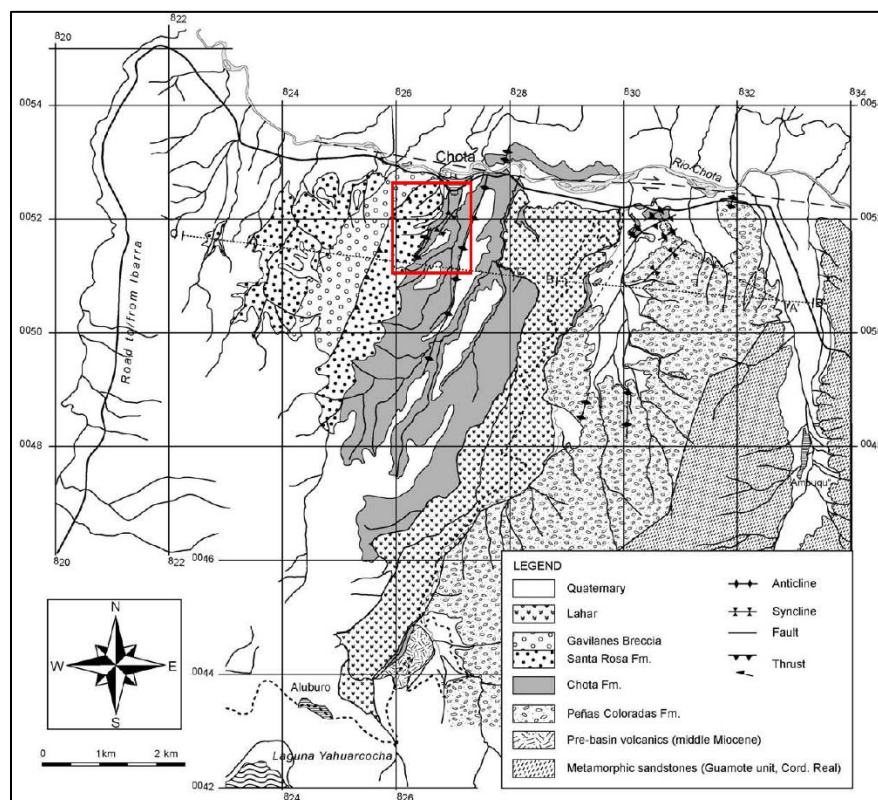 822
820
824 826 828 830 832 834
0054 0054
Chota
Rio Chota
0052
Road to/from Ibarra
A' B'
0050
0048
Ambuqu'
820 822
0046
0044
Aluburo
Laguna Yahuarcocha
0042
824 826
N
W E
S
0 1km 2 km
LEGEND
Quaternary
Lahar
Gavilanes Breccia
Santa Rosa Fm.
Chota Fm.
Peñas Coloradas Fm.
Pre-basin volcanics (middle Miocene)
Metamorphic sandstones (Guamote unit, Cord. Real)
Anticline
Syncline
Fault
Thrust